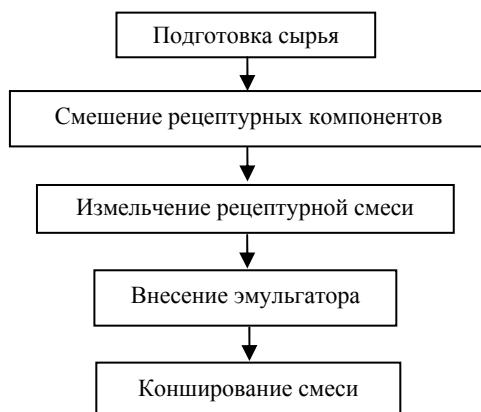 Подготовка сырья
Смешение рецептурных компонентов
Измельчение рецептурной смеси
Внесение эмульгатора
Конширование смеси